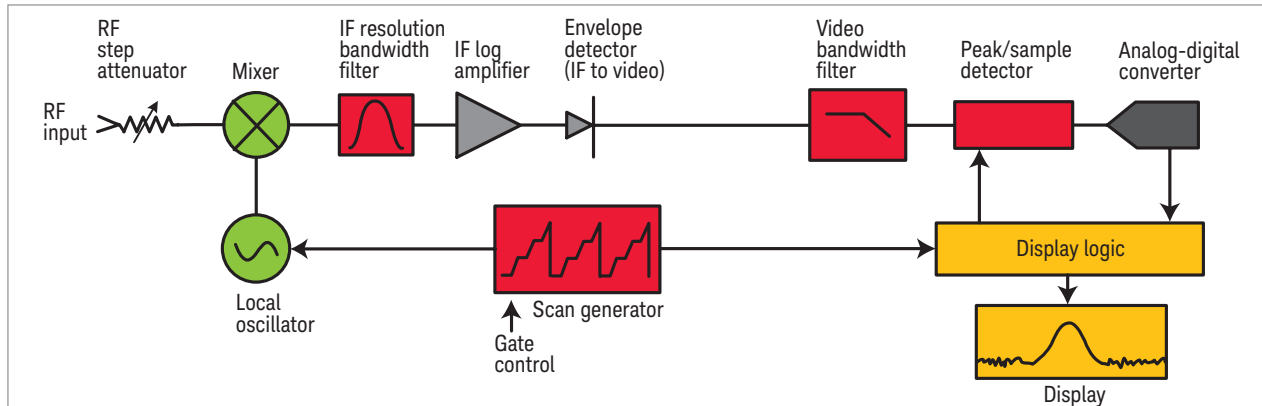 RF
step
attenuator
Mixer
IF resolution
bandwidth
filter
IF log
amplifier
Envelope
detector
(IF to video)
Video
bandwidth
filter
Peak/sample
detector
Analog-digital
converter
RF
input
Local
oscillator
Scan generator
Gate
control
Display logic
Display